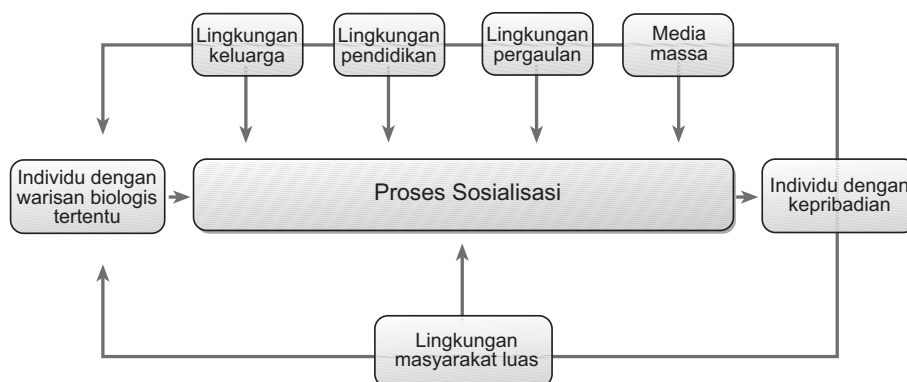 Lingkungan
keluarga
Lingkungan
pendidikan
Lingkungan
pergaulan
Media
massa
Individu dengan
warisan biologis
tertentu
Proses Sosialisasi
Individu dengan
kepribadian
Lingkungan
masyarakat luas